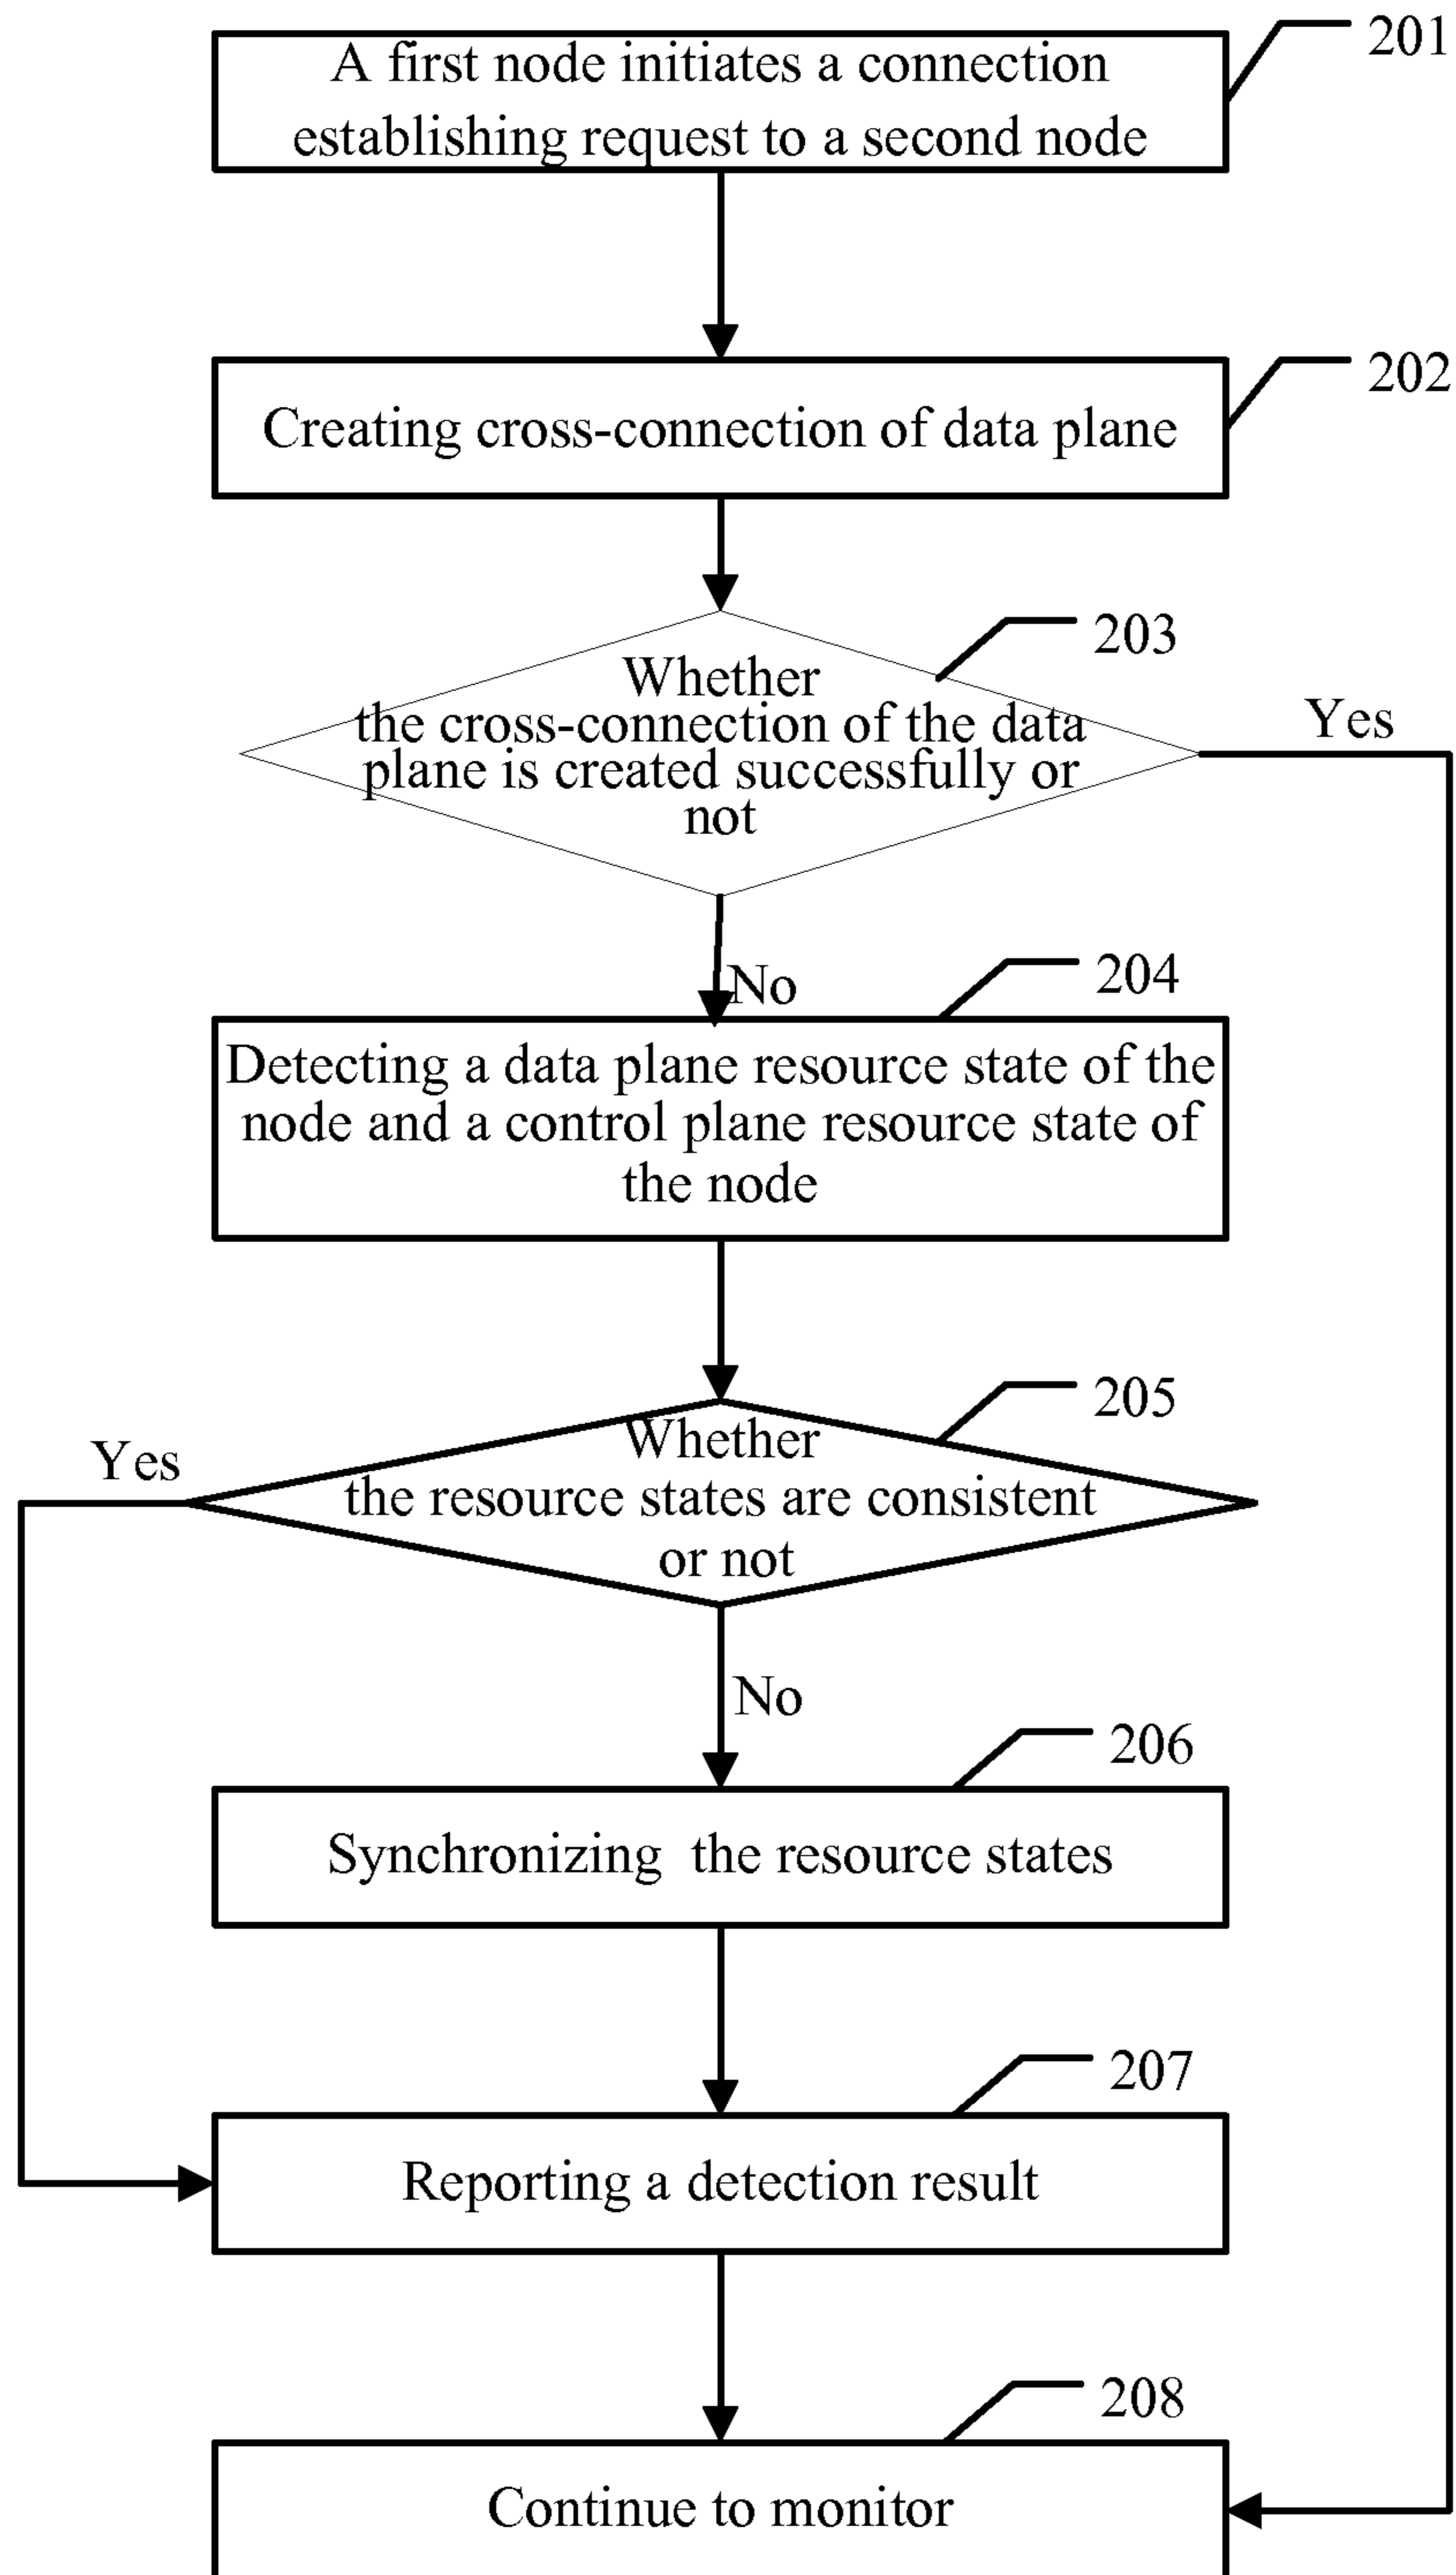 201
A first node initiates a connection
establishing request to a second node
202
Creating cross-connection of data plane
203
Whether
the cross-connection of the data
plane is created successfully or
not
Yes
No
204
Detecting a data plane resource state of the
node and a control plane resource state of
the node
205
Whether
the resource states are consistent
or not
Yes
No
206
Synchronizing the resource states
207
Reporting a detection result
208
Continue to monitor